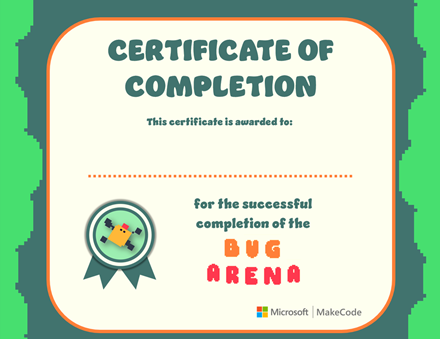 CERTIFICATE OF
COMPLETION
This certificate is awarded to:
for the successful
completion of the
BUG
ARENA
Microsoft | MakeCode